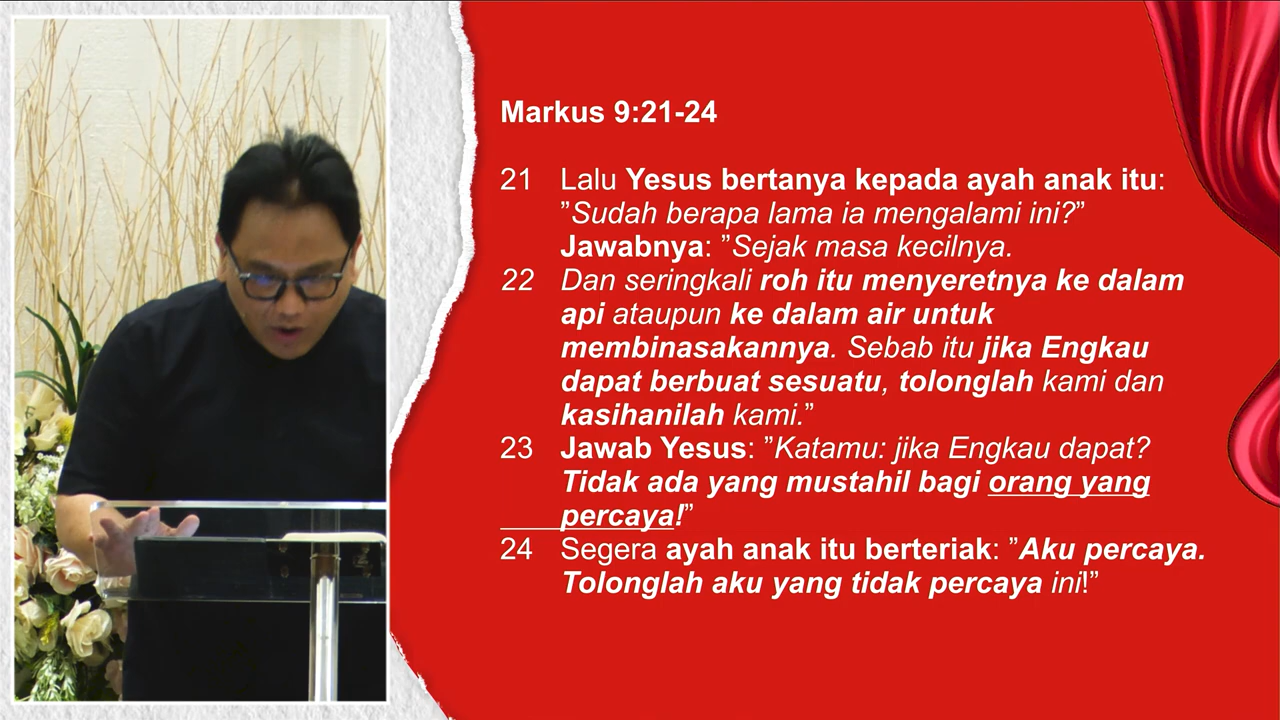 Markus 9:21-24
21 Lalu Yesus bertanya kepada ayah anak itu:
"Sudah berapa lama ia mengalami ini?"
Jawabnya: "Sejak masa kecilnya.
22 Dan seringkali roh itu menyeretnya ke dalam
api ataupun ke dalam air untuk
membinasakannya. Sebab itu jika Engkau
dapat berbuat sesuatu, tolonglah kami dan
kasihanilah kami."
23 Jawab Yesus: "Katamu: jika Engkau dapat?
Tidak ada yang mustahil bagi orang yang
percaya!"
24 Segera ayah anak itu berteriak: "Aku percaya.
Tolonglah aku yang tidak percaya ini!"